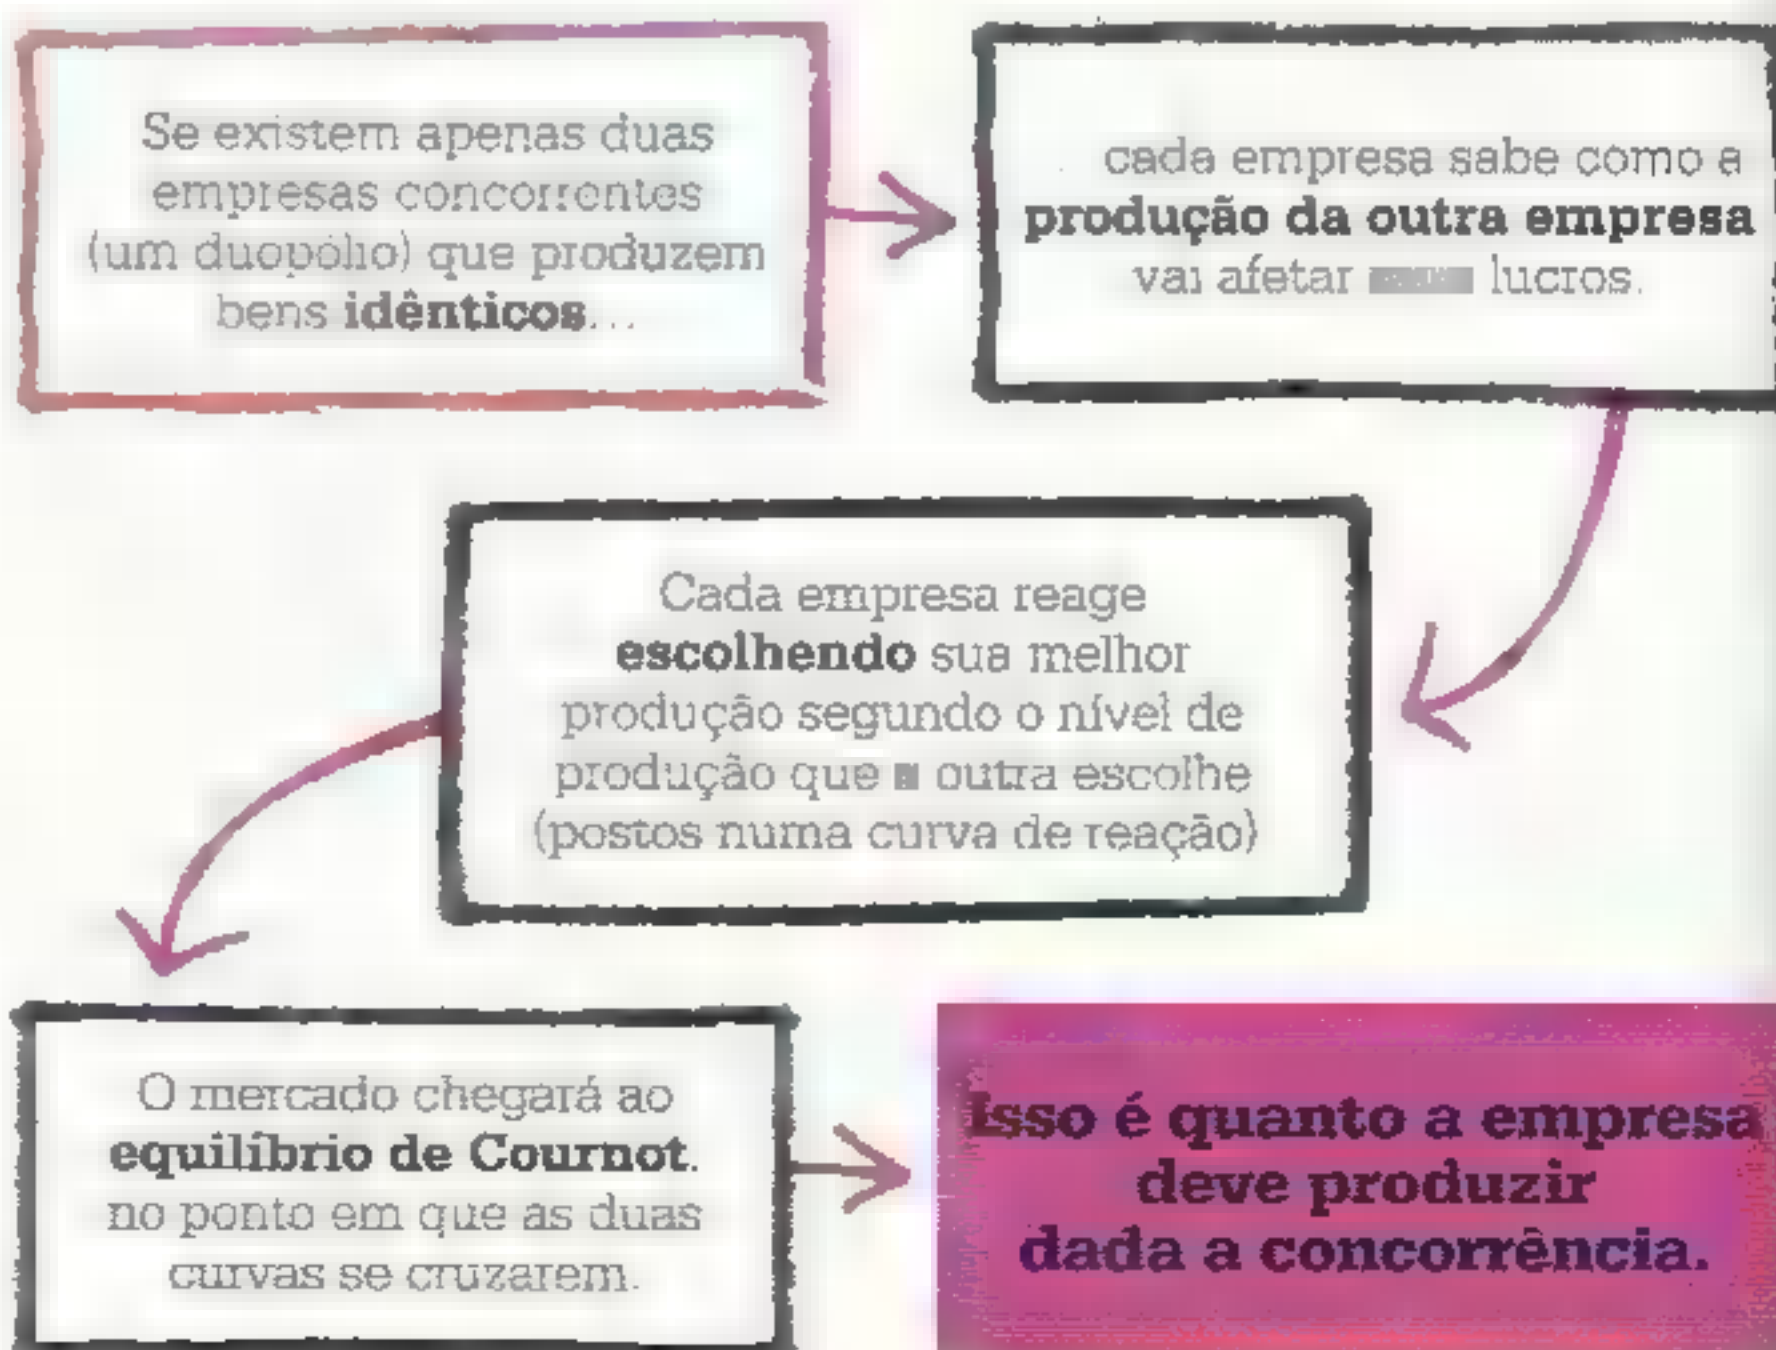 Se existem apenas duas
empresas concorrentes
(um duopólio) que produzem
bens idênticos...
cada empresa sabe como a
produção da outra empresa
vai afetar lucros.
Cada empresa reage
escolhendo sua melhor
produção segundo o nível de
produção que outra escolhe
(postos numa curva de reação)
O mercado chegará ao
equilíbrio de Cournot.
no ponto em que as duas
curvas se cruzarem.
Isso é quanto a empresa
deve produzir
dada a concorrência.